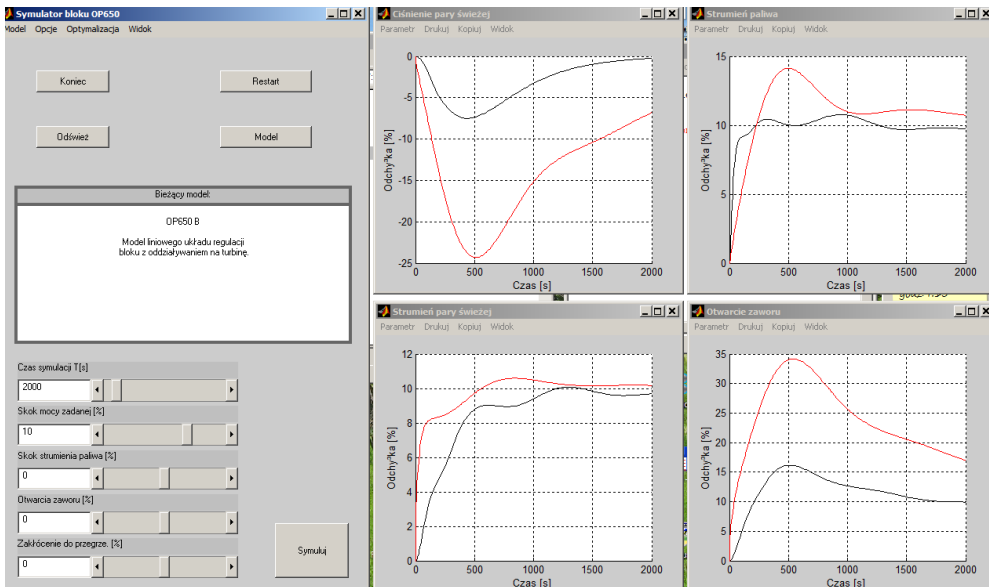 Symulator bloku OP650
Model Opcje Optymalizacja Widok
Koniec
Restart
Odśwież
Model
Bieżący model:
OP650 B
Model liniowego układu regulacji
bloku z oddziaływaniem na turbinę.
Czas symulacji T[s]
2000
Skok mocy zadanej [%]
10
Skok strumienia paliwa [%]
0
Otwarcia zaworu [%]
0
Zakłócenie do przegrze. [%]
0
Symuluj
Ciśnienie pary świeżej
Parametr Drukuj Kopiuj Widok
0
-5
-10
-15
-20
-25
Odchy³ka [%]
0 500 1000 1500 2000
Czas [s]
Strumień paliwa
Parametr Drukuj Kopiuj Widok
15
10
5
0
Odchy³ka [%]
0 500 1000 1500 2000
Czas [s]
Strumień pary świeżej
Parametr Drukuj Kopiuj Widok
12
10
8
6
4
2
0
Odchy³ka [%]
0 500 1000 1500 2000
Czas [s]
Otwarcie zaworu
Parametr Drukuj Kopiuj Widok
35
30
25
20
15
10
5
0
Odchy³ka [%]
0 500 1000 1500 2000
Czas [s]